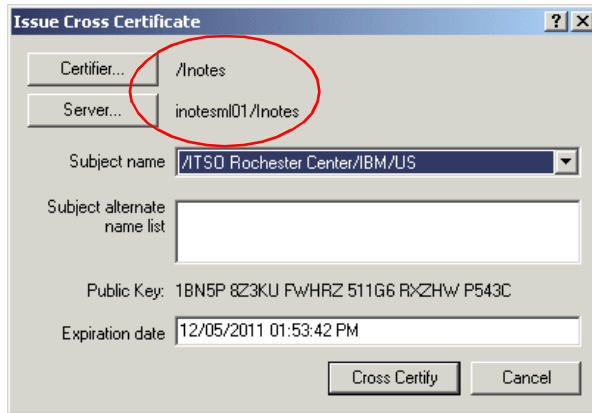 Issue Cross Certificate
Certifier... /Inotes
Server... inotesml01/Inotes
Subject name /ITSO Rochester Center/IBM/US
Subject alternate
name list
Public Key: 1BN5P 8Z3KU FWHRZ 511G6 RXZHW P543C
Expiration date 12/05/2011 01:53:42 PM
Cross Certify Cancel